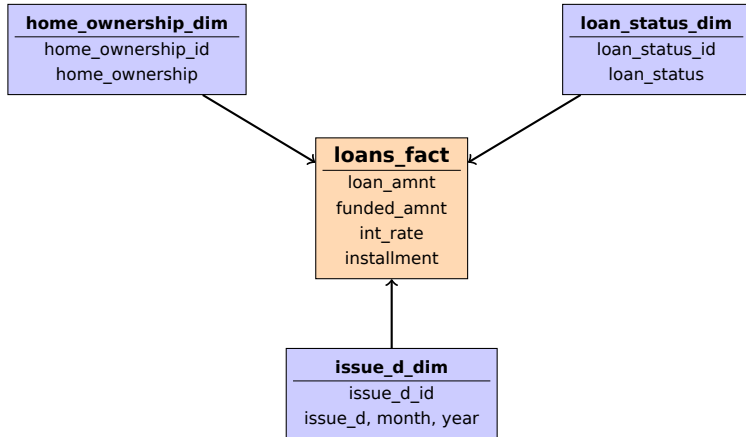 home_ownership_dim
home_ownership_id
home_ownership
loan_status_dim
loan_status_id
loan_status
loans_fact
loan_amnt
funded_amnt
int_rate
installment
issue_d_dim
issue_d_id
issue_d, month, year